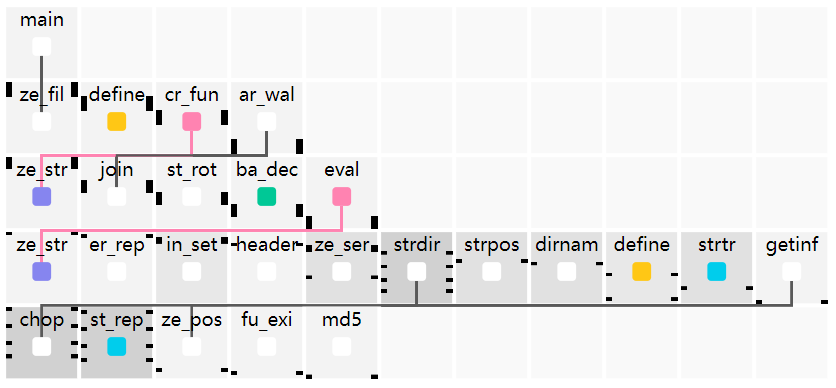 main
ze_fil define cr_fun ar_wal
ze_str join st_rot ba_dec eval
ze_str er_rep in_set header ze_ser strdir strpos dirnam define strtr getinf
chop st_rep ze_pos fu_exi md5